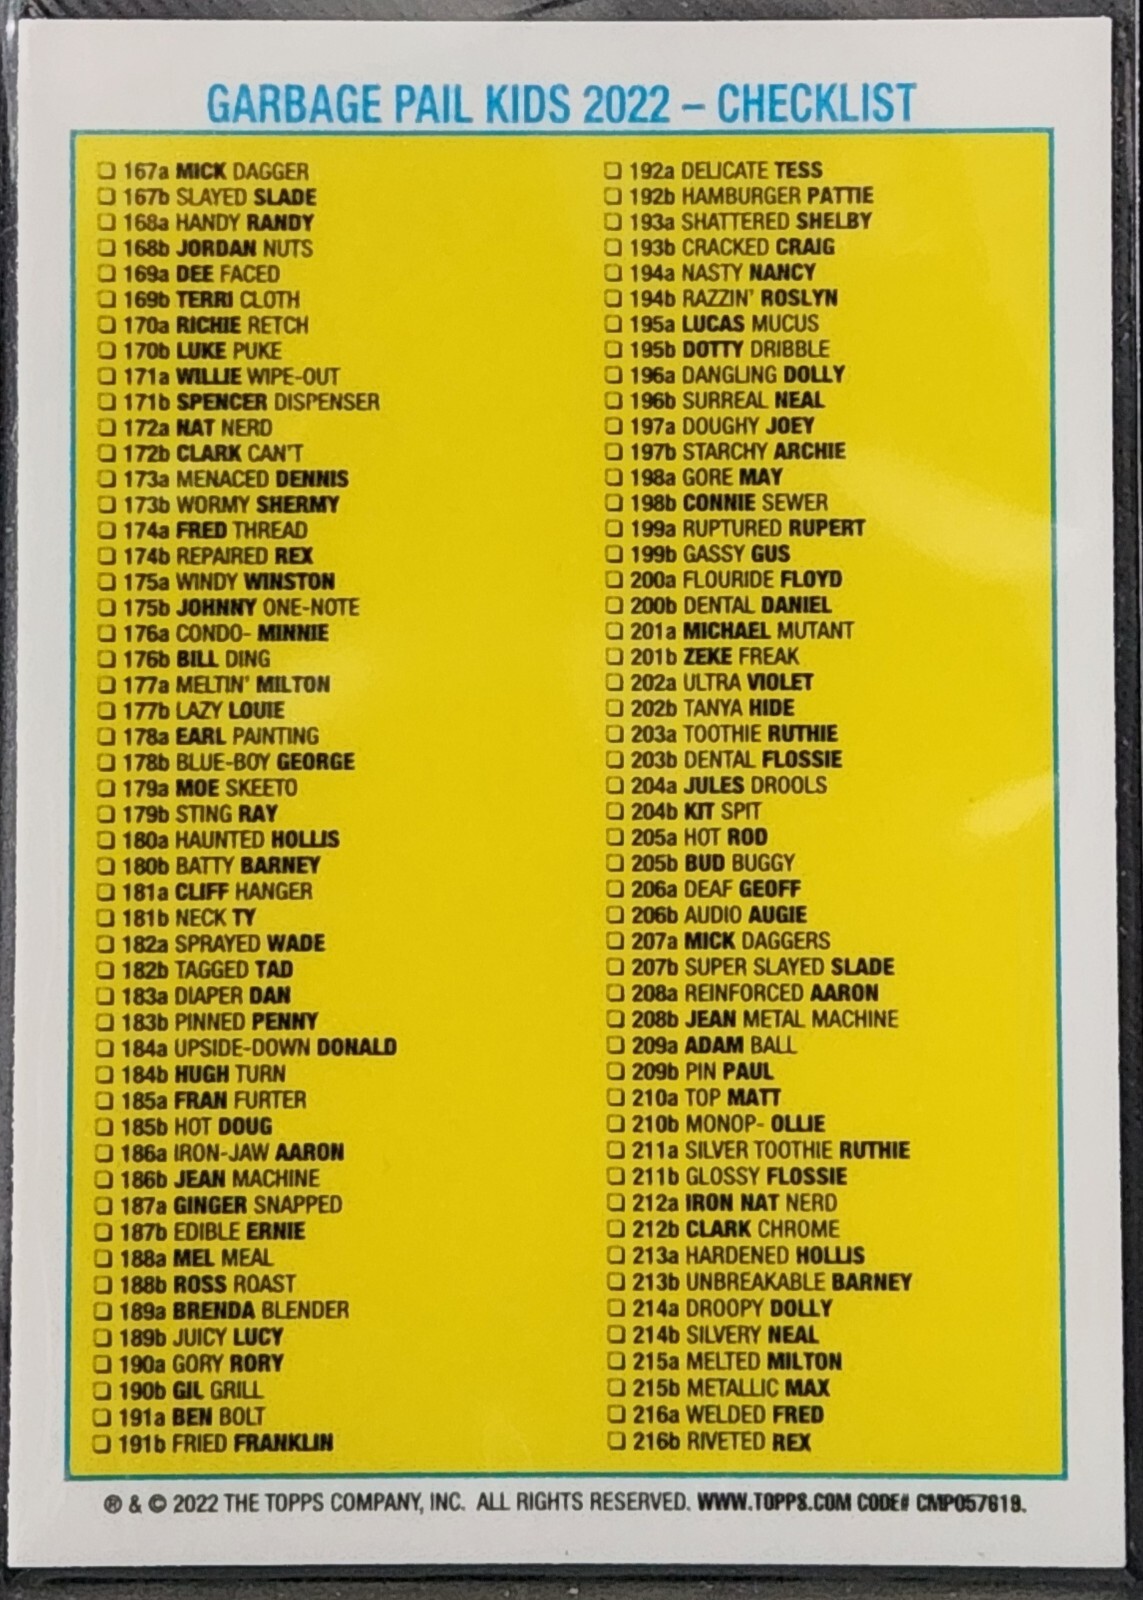 GARBAGE PAIL KIDS 2022 – CHECKLIST
167a MICK DAGGER
167b SLAYED SLADE
168a HANDY RANDY
168b JORDAN NUTS
169a DEE FACED
169b TERRI CLOTH
170a RICHIE RETCH
170b LUKE PUKE
171a WILLIE WIPE-OUT
171b SPENCER DISPENSER
172a NAT NERD
172b CLARK CAN'T
173a MENACED DENNIS
173b WORMY SHERMY
174a FRED THREAD
174b REPAIRED REX
175a WINDY WINSTON
175b JOHNNY ONE-NOTE
176a CONDO- MINNIE
176b BILL DING
177a MELTIN' MILTON
177b LAZY LOUIE
178a EARL PAINTING
178b BLUE-BOY GEORGE
179a MOE SKEETO
179b STING RAY
180a HAUNTED HOLLIS
180b BATTY BARNEY
181a CLIFF HANGER
181b NECK TY
182a SPRAYED WADE
182b TAGGED TAD
183a DIAPER DAN
183b PINNED PENNY
184a UPSIDE-DOWN DONALD
184b HUGH TURN
185a FRAN FURTER
185b HOT DOUG
186a IRON-JAW AARON
186b JEAN MACHINE
187a GINGER SNAPPED
187b EDIBLE ERNIE
188a MEL MEAL
188b ROSS ROAST
189a BRENDA BLENDER
189b JUICY LUCY
190a GORY RORY
190b GIL GRILL
191a BEN BOLT
191b FRIED FRANKLIN
192a DELICATE TESS
192b HAMBURGER PATTIE
193a SHATTERED SHELBY
193b CRACKED CRAIG
194a NASTY NANCY
194b RAZZIN' ROSLYN
195a LUCAS MUCUS
195b DOTTY DRIBBLE
196a DANGLING DOLLY
196b SURREAL NEAL
197a DOUGHY JOEY
197b STARCHY ARCHIE
198a GORE MAY
198b CONNIE SEWER
199a RUPTURED RUPERT
199b GASSY GUS
200a FLOURIDE FLOYD
200b DENTAL DANIEL
201a MICHAEL MUTANT
201b ZEKE FREAK
202a ULTRA VIOLET
202b TANYA HIDE
203a TOOTHIE RUTHIE
203b DENTAL FLOSSIE
204a JULES DROOLS
204b KIT SPIT
205a HOT ROD
205b BUD BUGGY
206a DEAF GEOFF
206b AUDIO AUGIE
207a MICK DAGGERS
207b SUPER SLAYED SLADE
208a REINFORCED AARON
208b JEAN METAL MACHINE
209a ADAM BALL
209b PIN PAUL
210a TOP MATT
210b MONOP- OLLIE
211a SILVER TOOTHIE RUTHIE
211b GLOSSY FLOSSIE
212a IRON NAT NERD
212b CLARK CHROME
213a HARDENED HOLLIS
213b UNBREAKABLE BARNEY
214a DROOPY DOLLY
214b SILVERY NEAL
215a MELTED MILTON
215b METALLIC MAX
216a WELDED FRED
216b RIVETED REX
® & © 2022 THE TOPPS COMPANY, INC. ALL RIGHTS RESERVED. WWW.TOPPS.COM CODE# CMP057619.